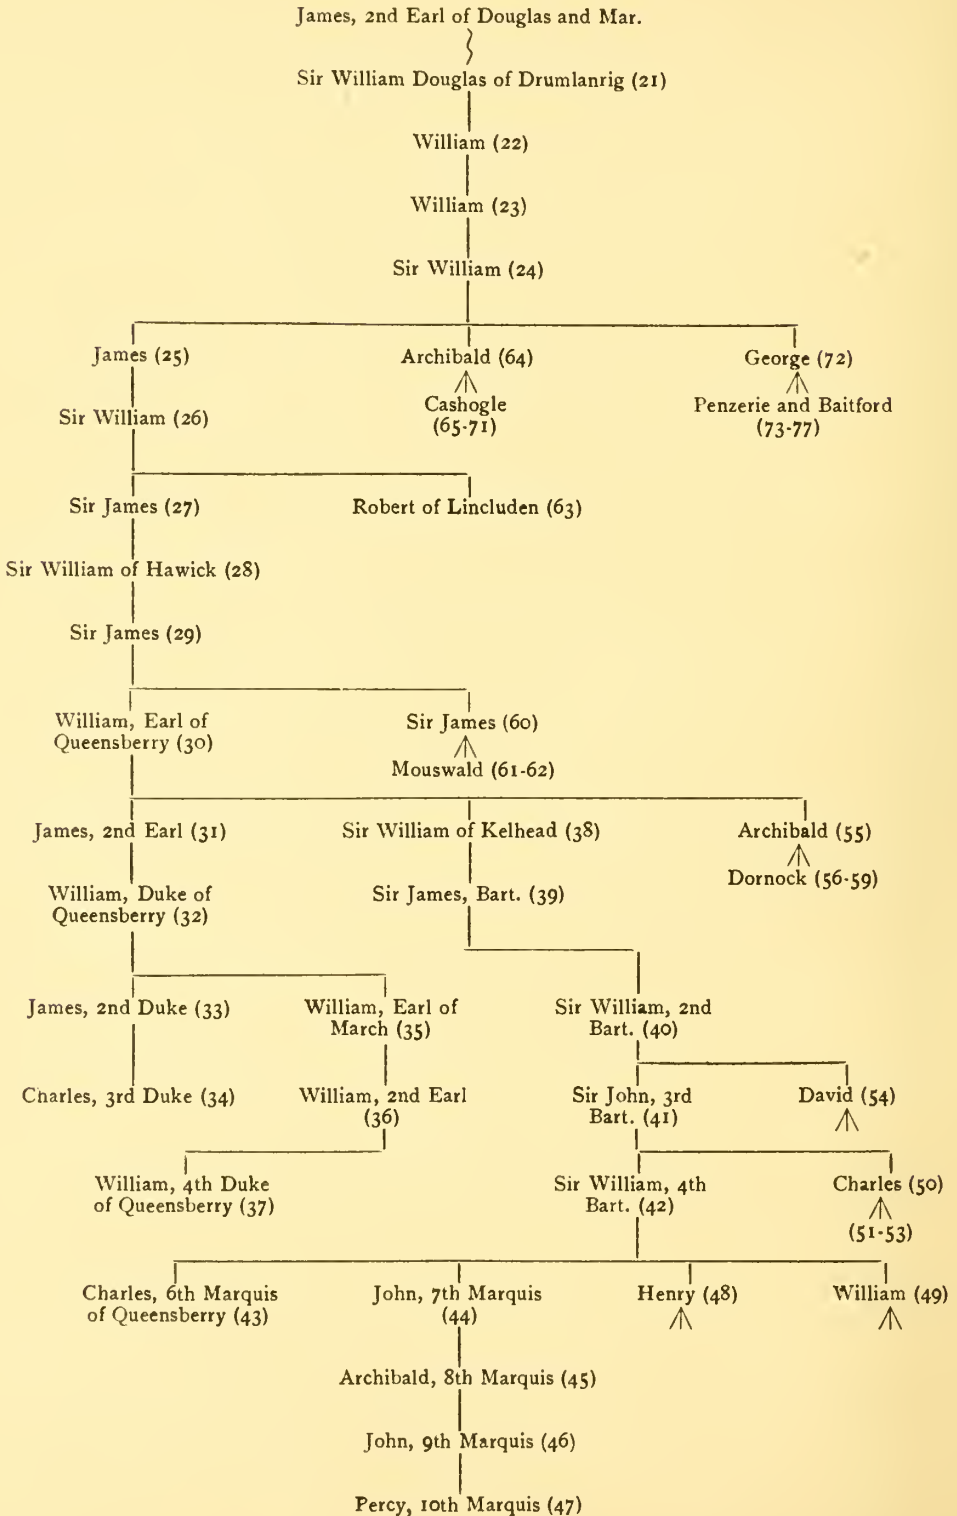 James, 2nd Earl of Douglas and Mar.
Sir William Douglas of Drumlanrig (21)
William (22)
William (23)
Sir William (24)
James (25)
Archibald (64)
George (72)
Cashogle
(65-71)
Penzerie and Baitford
(73-77)
Sir William (26)
Sir James (27)
Robert of Lincluden (63)
Sir William of Hawick (28)
Sir James (29)
William, Earl of
Queensberry (30)
Sir James (60)
Mouswald (61-62)
James, 2nd Earl (31)
Sir William of Kelhead (38)
Archibald (55)
Dornock (56-59)
William, Duke of
Queensberry (32)
Sir James, Bart. (39)
James, 2nd Duke (33)
William, Earl of
March (35)
Sir William, 2nd
Bart. (40)
Charles, 3rd Duke (34)
William, 2nd Earl
(36)
Sir John, 3rd
Bart. (41)
David (54)
William, 4th Duke
of Queensberry (37)
Sir William, 4th
Bart. (42)
Charles (50)
(51-53)
Charles, 6th Marquis
of Queensberry (43)
John, 7th Marquis
(44)
Henry (48)
William (49)
Archibald, 8th Marquis (45)
John, 9th Marquis (46)
Percy, 10th Marquis (47)